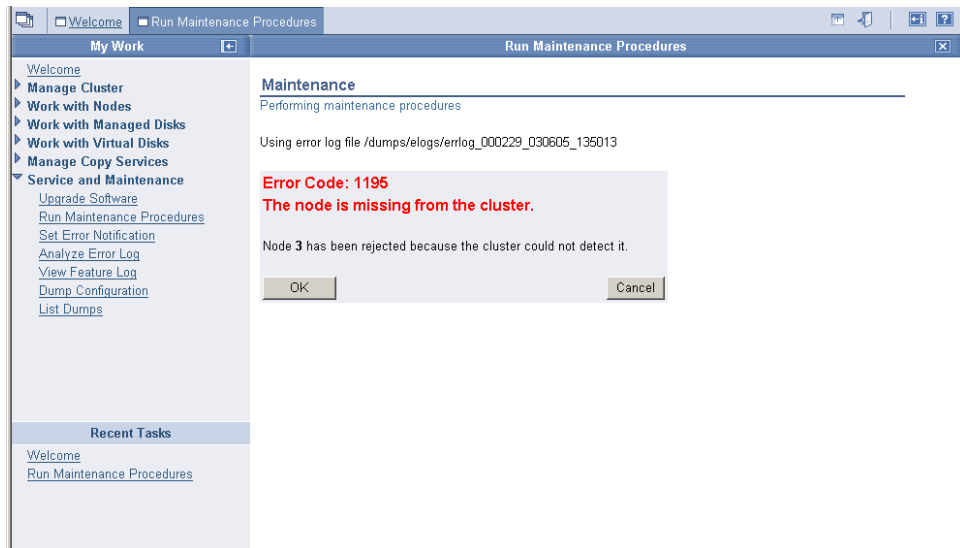 Welcome
Run Maintenance Procedures
My Work
Run Maintenance Procedures
Welcome
Manage Cluster
Work with Nodes
Work with Managed Disks
Work with Virtual Disks
Manage Copy Services
Service and Maintenance
Upgrade Software
Run Maintenance Procedures
Set Error Notification
Analyze Error Log
View Feature Log
Dump Configuration
List Dumps
Recent Tasks
Welcome
Run Maintenance Procedures
Maintenance
Performing maintenance procedures
Using error log file /dumps/elogs/errlog_000229_030605_135013
Error Code: 1195
The node is missing from the cluster.
Node 3 has been rejected because the cluster could not detect it.
OK
Cancel